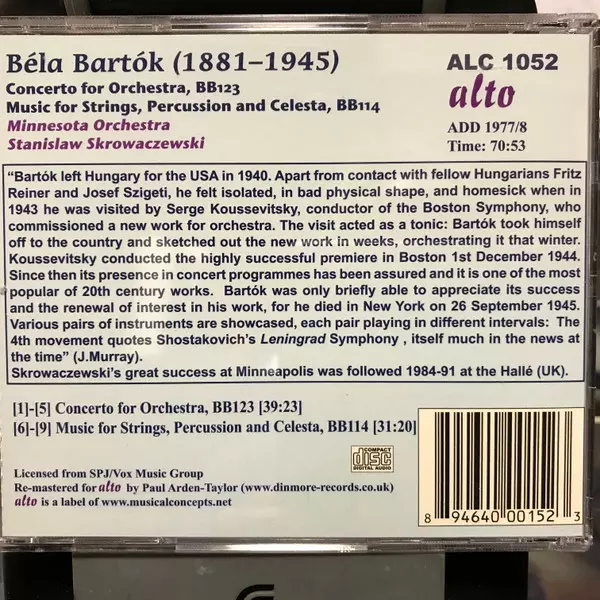 Béla Bartók (1881–1945)
Concerto for Orchestra, BB123
Music for Strings, Percussion and Celesta, BB114
Minnesota Orchestra
Stanislaw Skrowaczewski
ALC 1052
alto
ADD 1977/8
Time: 70:53
“Bartók left Hungary for the USA in 1940. Apart from contact with fellow Hungarians Fritz
Reiner and Josef Szigeti, he felt isolated, in bad physical shape, and homesick when in
1943 he was visited by Serge Koussevitsky, conductor of the Boston Symphony, who
commissioned a new work for orchestra. The visit acted as a tonic: Bartók took himself
off to the country and sketched out the new work in weeks, orchestrating it that winter.
Koussevitsky conducted the highly successful premiere in Boston 1st December 1944.
Since then its presence in concert programmes has been assured and it is one of the most
popular of 20th century works. Bartók was only briefly able to appreciate its success
and the renewal of interest in his work, for he died in New York on 26 September 1945.
Various pairs of instruments are showcased, each pair playing in different intervals: The
4th movement quotes Shostakovich’s Leningrad Symphony , itself much in the news at
the time” (J.Murray).
Skrowaczewski’s great success at Minneapolis was followed 1984-91 at the Hallé (UK).
[1]-[5] Concerto for Orchestra, BB123 [39:23]
[6]-[9] Music for Strings, Percussion and Celesta, BB114 [31:20]
COMPACT
disc
DIGITAL AUDIO
Licensed from SPJ/Vox Music Group
Re-mastered for alto by Paul Arden-Taylor (www.dinmore-records.co.uk)
alto is a label of www.musicalconcepts.net
8 94640 00152 3